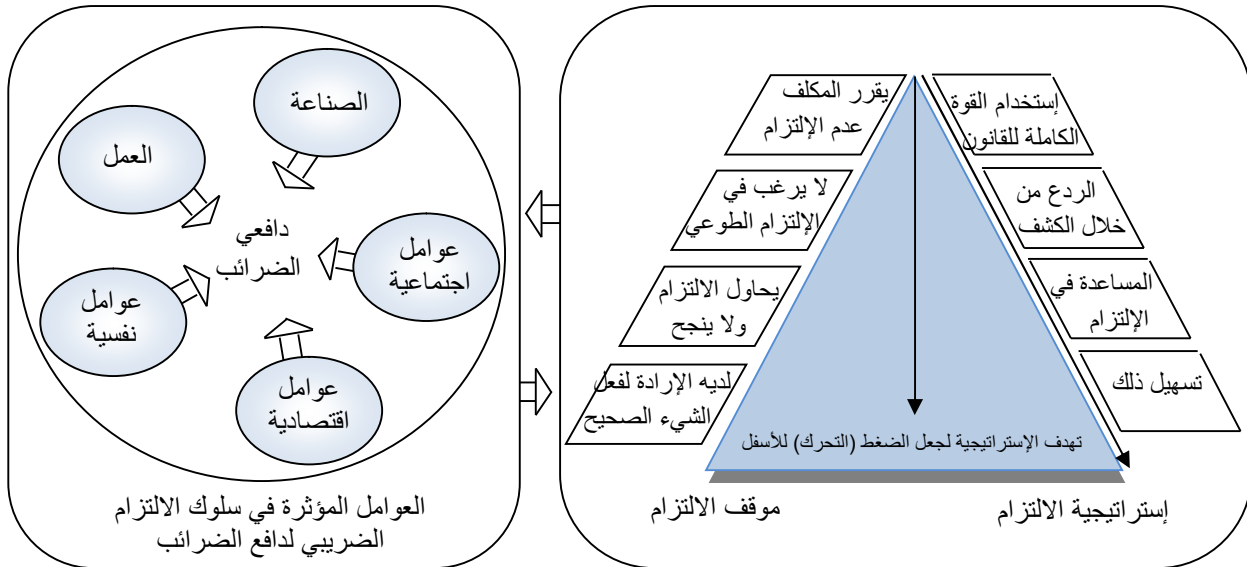 الصناعة
العمل
دافعي
الضرائب
عوامل
اجتماعية
عوامل
نفسية
عوامل
اقتصادية
العوامل المؤثرة في سلوك الالتزام
الضريبي لدافع الضرائب
إستخدام القوة
الكاملة للقانون
الردع من
خلال الكشف
المساعدة في
الإلتزام
تسهيل ذلك
يقرر المكلف
عدم الإلتزام
لا يرغب في
الإلتزام الطوعي
يحاول الالتزام
ولا ينجح
لديه الإرادة لفعل
الشيء الصحيح
تهدف الإستراتيجية لجعل الضغط (التحرك) للأسفل
إستراتيجية الالتزام
موقف الالتزام